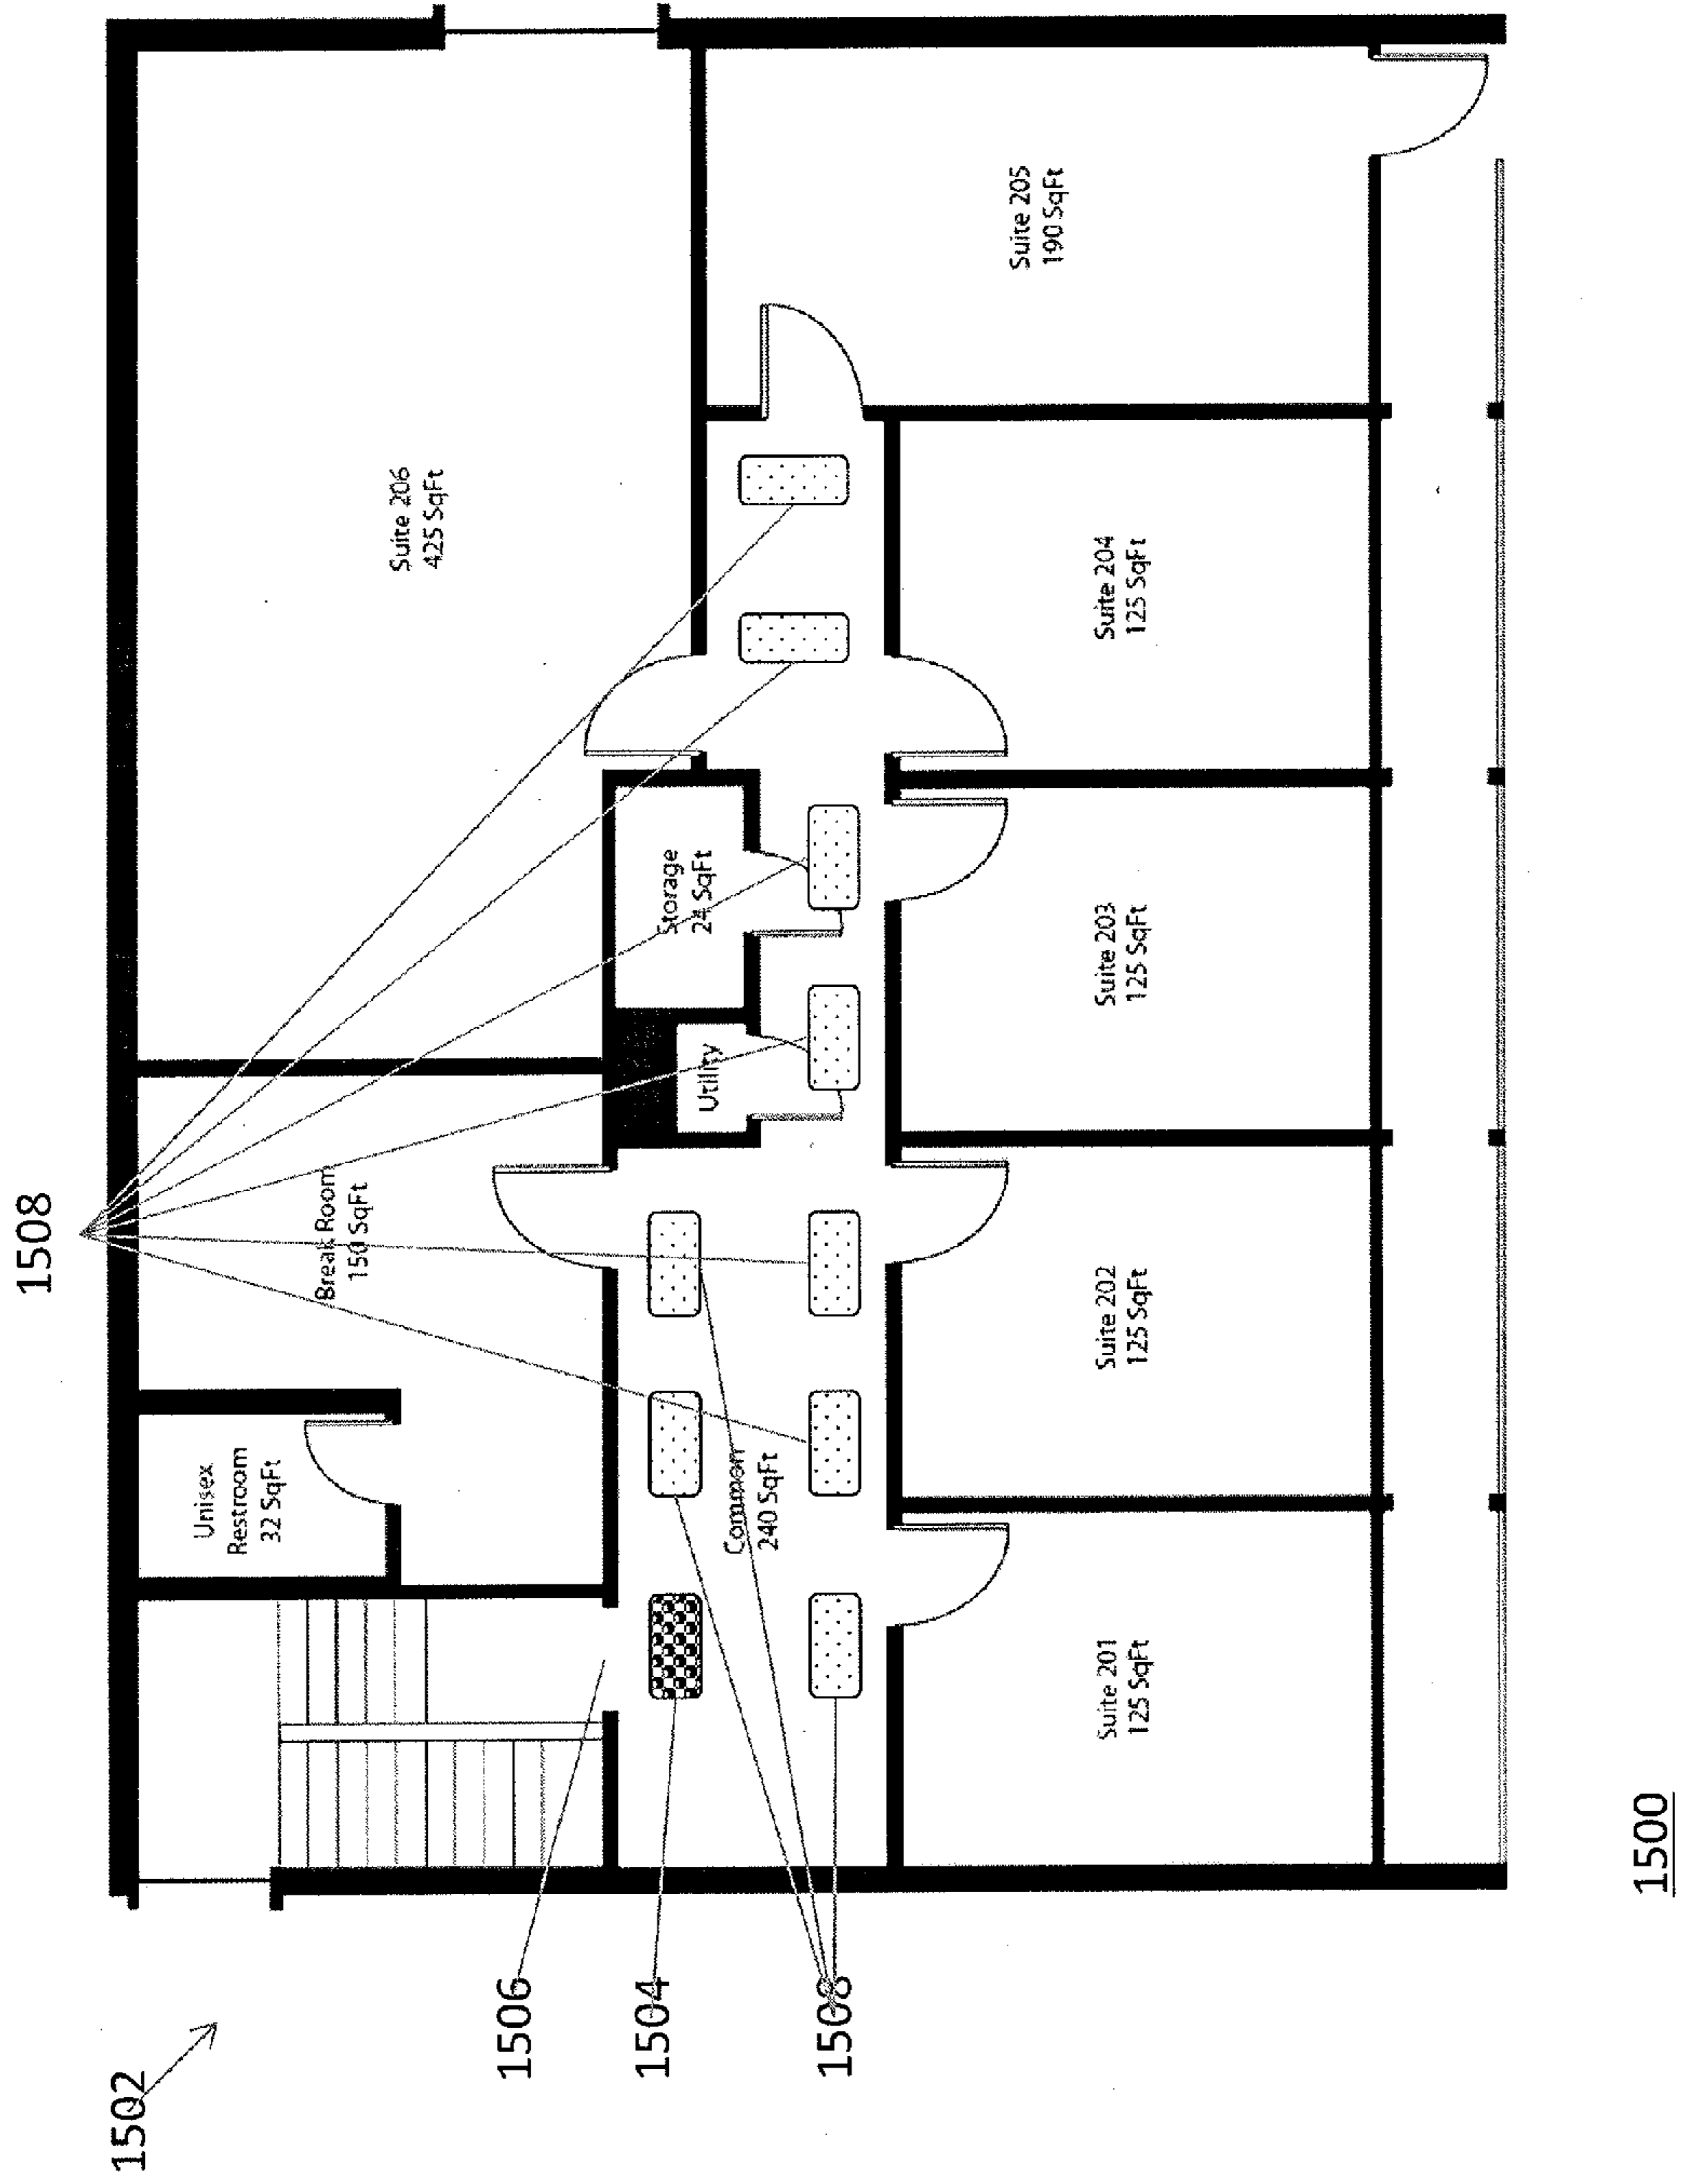 1508
1502
Unisex
Restroom
32 SqFt
Break Room
150 SqFt
Suite 206
425 SqFt
1506
1504
Storage
24 SqFt
Utility
Common
240 SqFt
1508
Suite 205
190 SqFt
Suite 201
125 SqFt
Suite 202
125 SqFt
Suite 203
125 SqFt
Suite 204
125 SqFt
1500